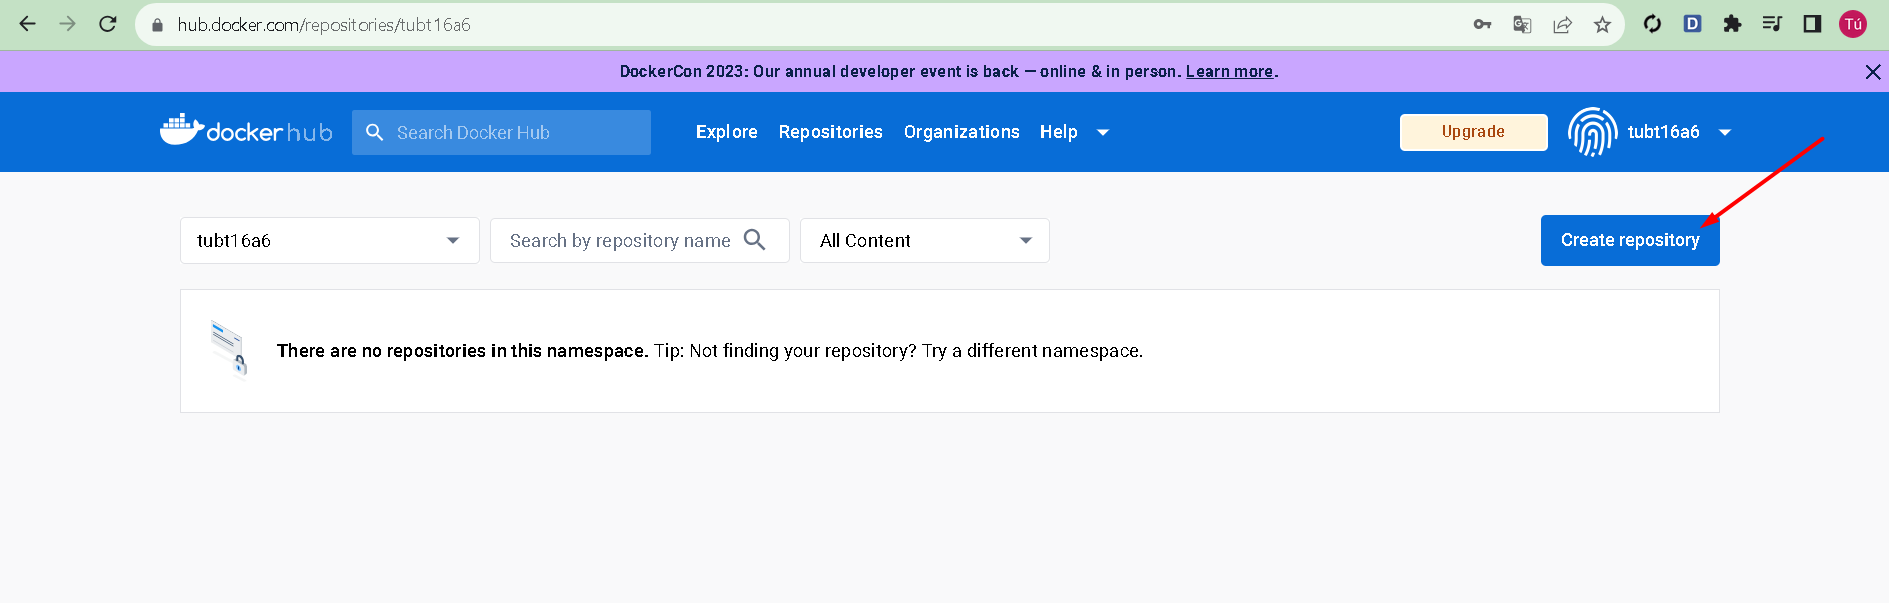 hub.docker.com/repositories/tubt16a6
D
Tú
DockerCon 2023: Our annual developer event is back — online & in person. Learn more.
docker hub
Search Docker Hub
Explore
Repositories
Organizations
Help
Upgrade
tubt16a6
tubt16a6
Search by repository name
All Content
Create repository
There are no repositories in this namespace. Tip: Not finding your repository? Try a different namespace.